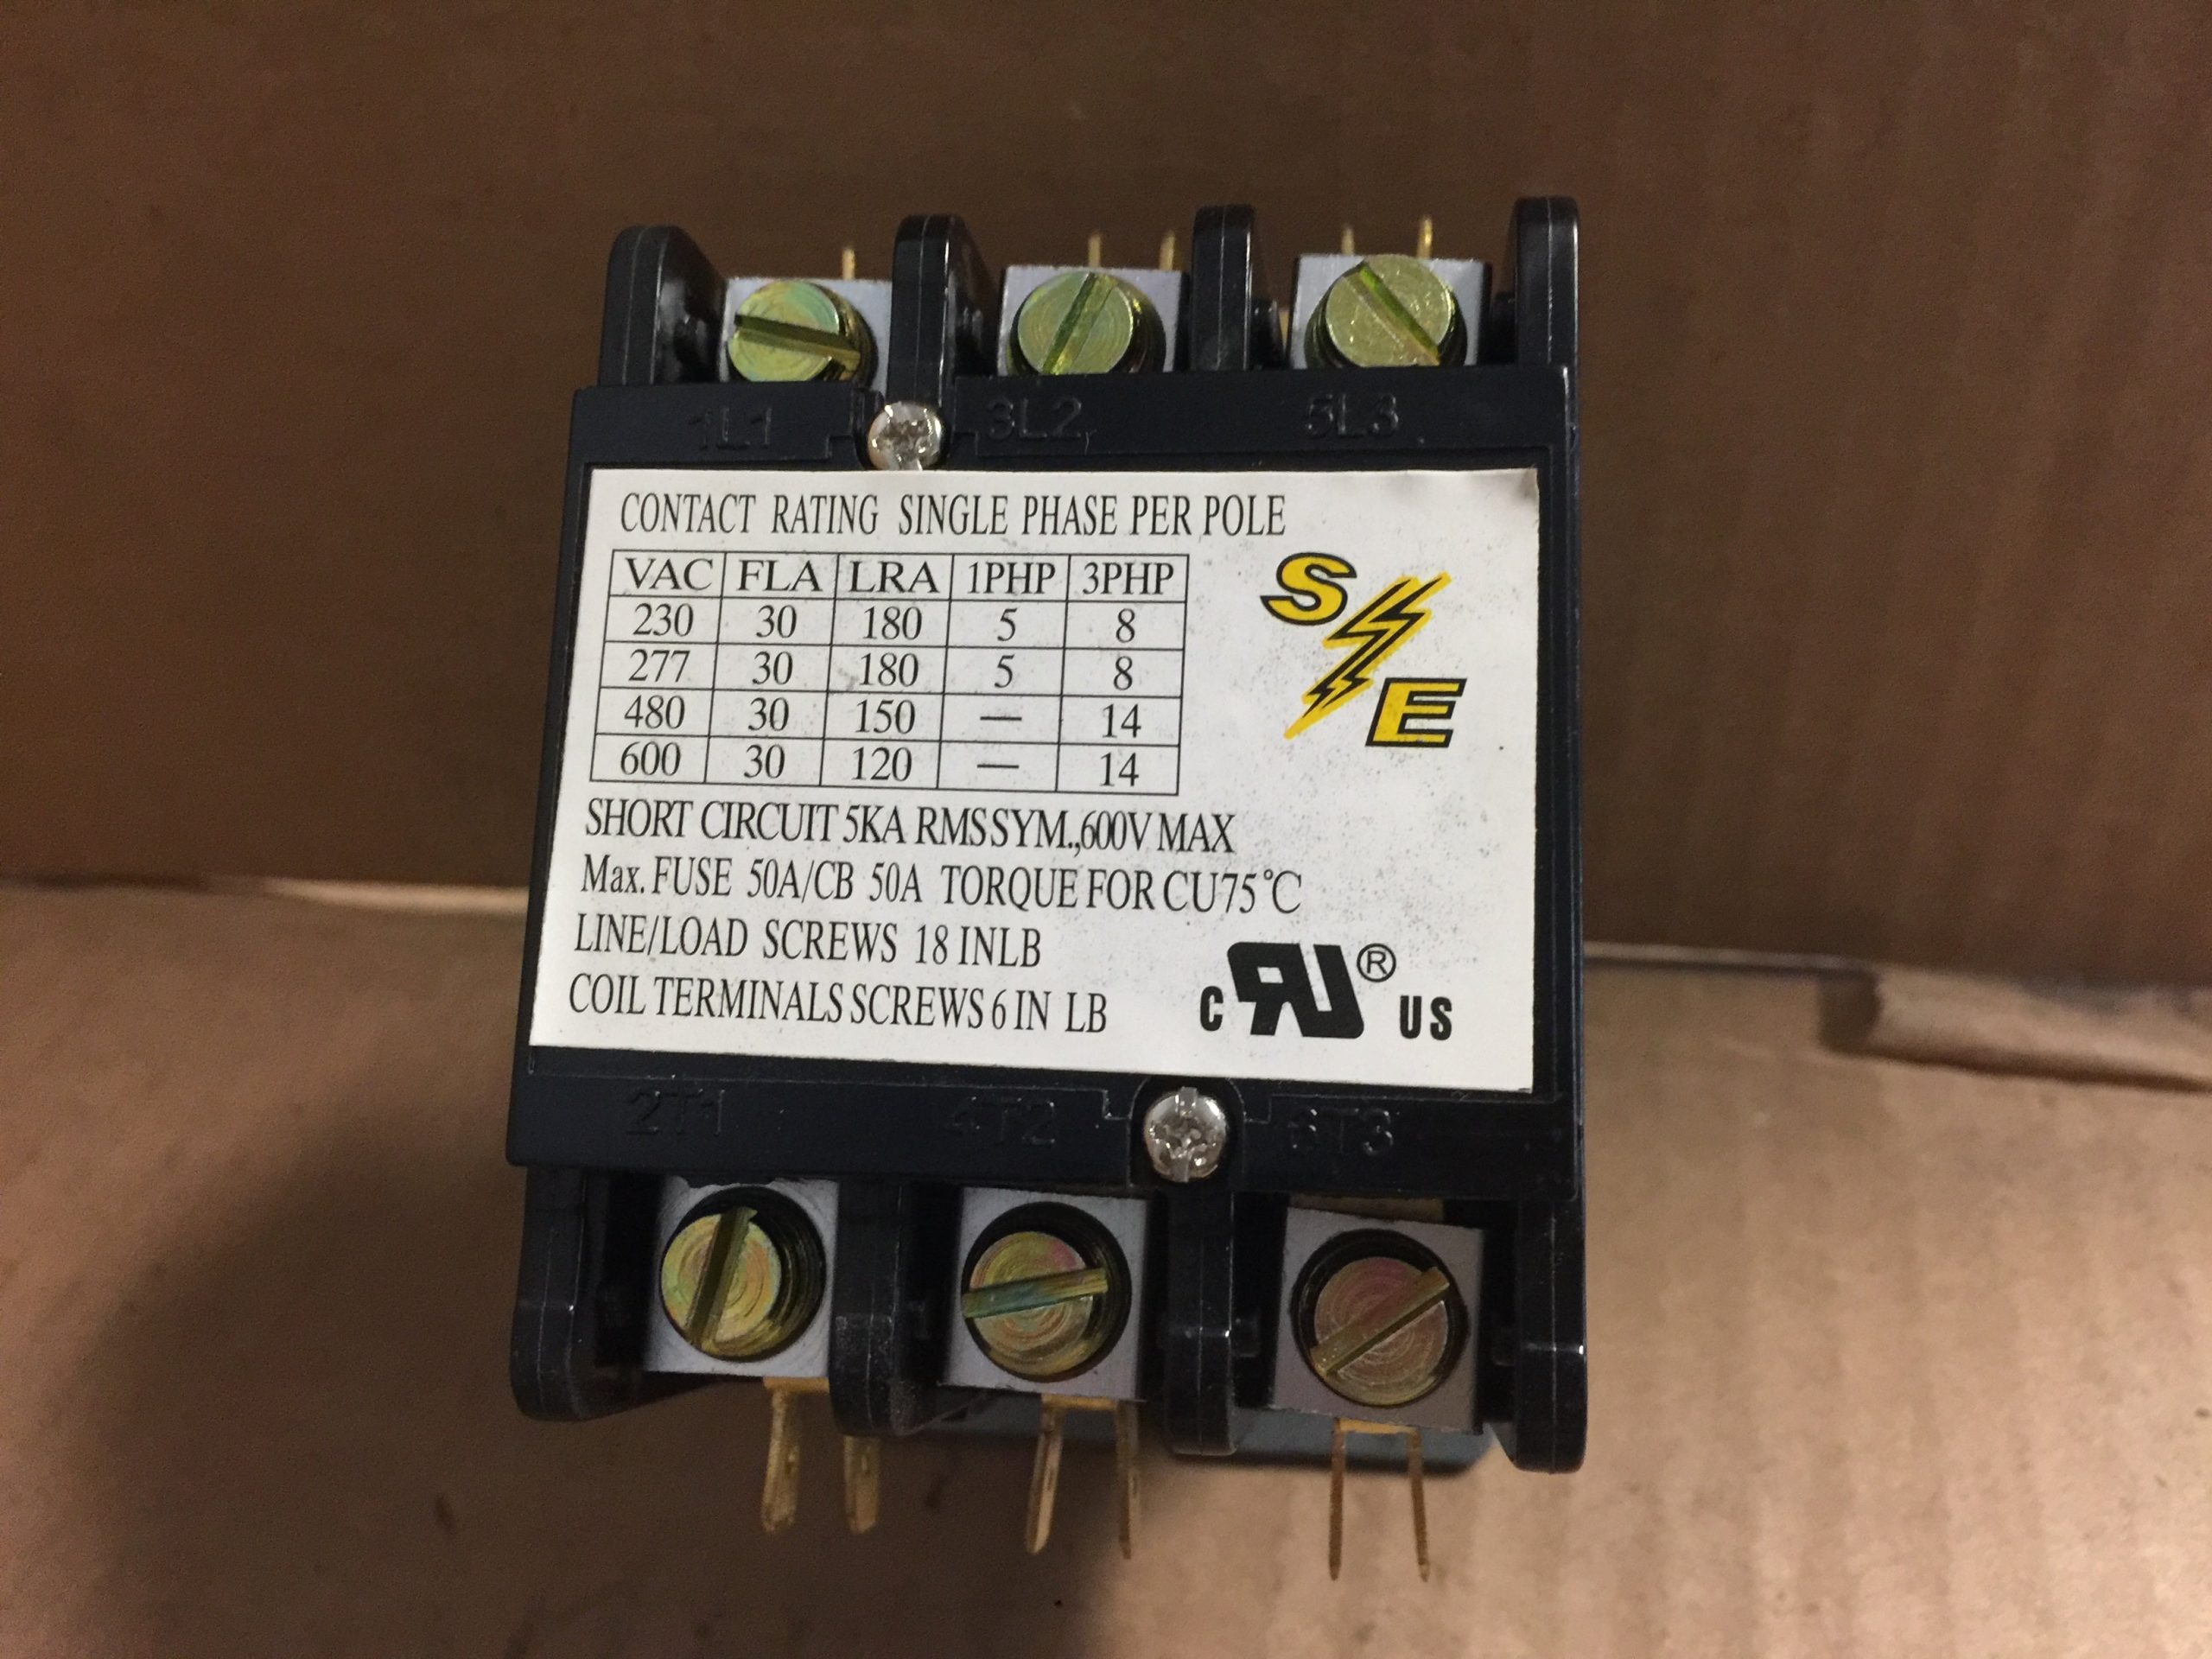 1L1 3L2 5L3
CONTACT RATING SINGLE PHASE PER POLE
VAC FLA LRA 1PHP 3PHP
230 30 180 5 8
277 30 180 5 8
480 30 150 — 14
600 30 120 — 14
S E
SHORT CIRCUIT 5KA RMS SYM.,600V MAX
Max. FUSE 50A/CB 50A TORQUE FOR CU75°C
LINE/LOAD SCREWS 18 INLB
COIL TERMINALS SCREWS 6 IN LB
C RU ® US
2T1 4T2 6T3